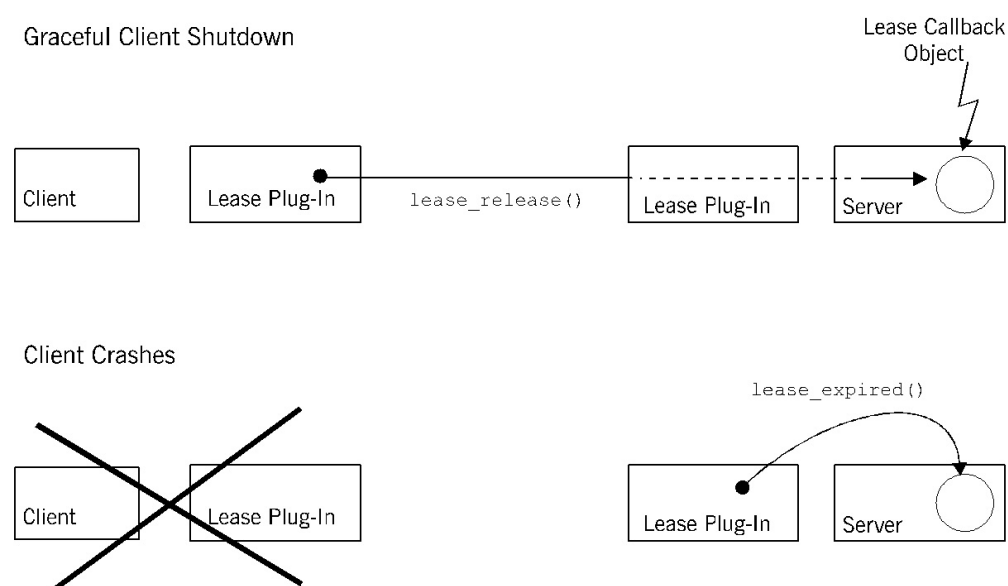 Graceful Client Shutdown
Lease Callback
Object
Client
Lease Plug-In
lease_release()
Lease Plug-In
Server
Client Crashes
lease_expired()
Client
Lease Plug-In
Lease Plug-In
Server